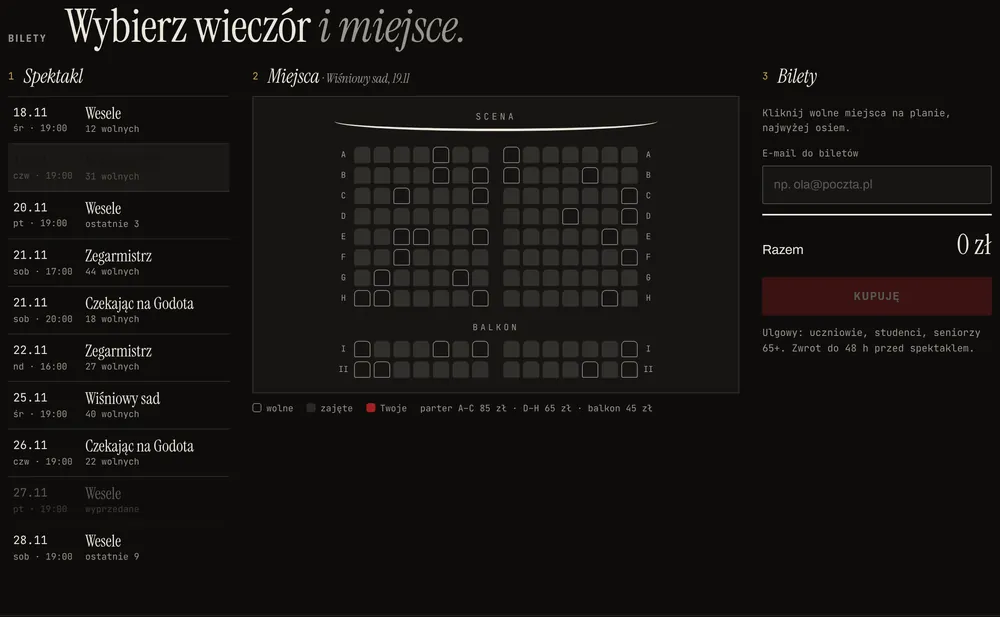 BILETY Wybierz wieczór i miejsce.
1 Spektakl
18.11 Wesele
śr · 19:00 12 wolnych
czw · 19:00 31 wolnych
20.11 Wesele
pt · 19:00 ostatnie 3
21.11 Zegarmistrz
sob · 17:00 44 wolnych
21.11 Czekając na Godota
sob · 20:00 18 wolnych
22.11 Zegarmistrz
nd · 16:00 27 wolnych
25.11 Wiśniowy sad
śr · 19:00 40 wolnych
26.11 Czekając na Godota
czw · 19:00 22 wolnych
27.11 Wesele
pt · 19:00 wyprzedane
28.11 Wesele
sob · 19:00 ostatnie 9
2 Miejsca · Wiśniowy sad, 19.11
SCENA
A A
B B
C C
D D
E E
F F
G G
H H
BALKON
I I
II II
wolne zajęte Twoje parter A–C 85 zł · D–H 65 zł · balkon 45 zł
3 Bilety
Kliknij wolne miejsca na planie,
najwyżej osiem.
E-mail do biletów
np. ola@poczta.pl
Razem 0 zł
KUPUJĘ
Ulgowy: uczniowie, studenci, seniorzy
65+. Zwrot do 48 h przed spektaklem.